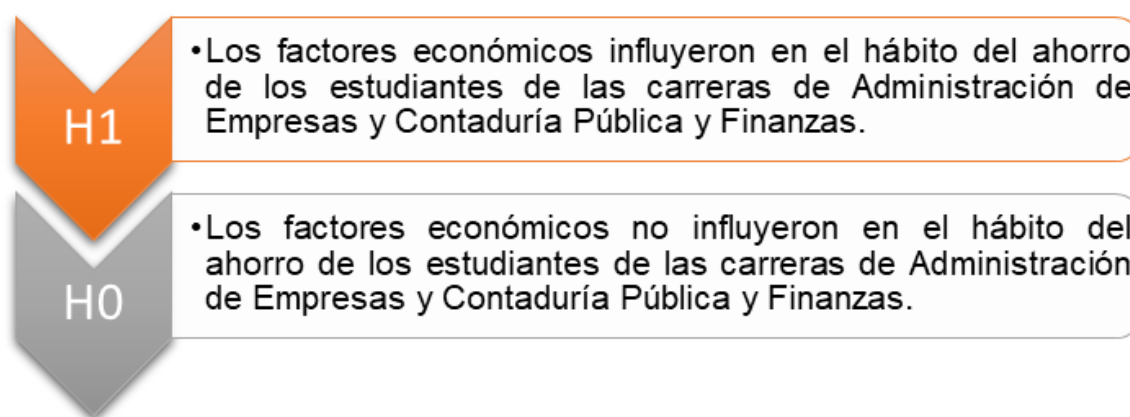 H1
•Los factores económicos influyeron en el hábito del ahorro
de los estudiantes de las carreras de Administración de
Empresas y Contaduría Pública y Finanzas.
H0
•Los factores económicos no influyeron en el hábito del
ahorro de los estudiantes de las carreras de Administración
de Empresas y Contaduría Pública y Finanzas.